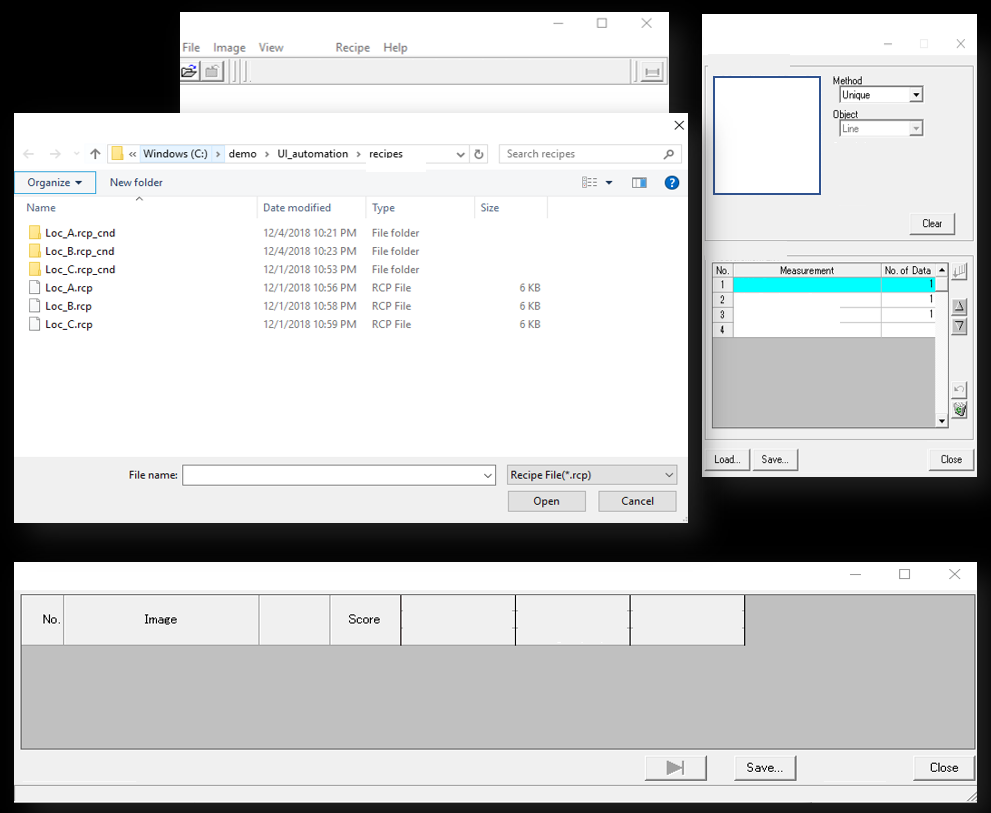 File Image View Recipe Help
« Windows (C:) › demo › UI_automation › recipes
Search recipes
Organize
New folder
?
Name Date modified Type Size
Loc_A.rcp_cnd 12/4/2018 10:21 PM File folder
Loc_B.rcp_cnd 12/4/2018 10:23 PM File folder
Loc_C.rcp_cnd 12/1/2018 10:53 PM File folder
Loc_A.rcp 12/1/2018 10:56 PM RCP File 6 KB
Loc_B.rcp 12/1/2018 10:58 PM RCP File 6 KB
Loc_C.rcp 12/1/2018 10:59 PM RCP File 6 KB
File name:
Recipe File(*.rcp)
Open Cancel
Method
Unique
Object
Line
Clear
No. Measurement No. of Data
1 1
2 1
3 1
4
Load... Save... Close
No. Image Score
Save... Close